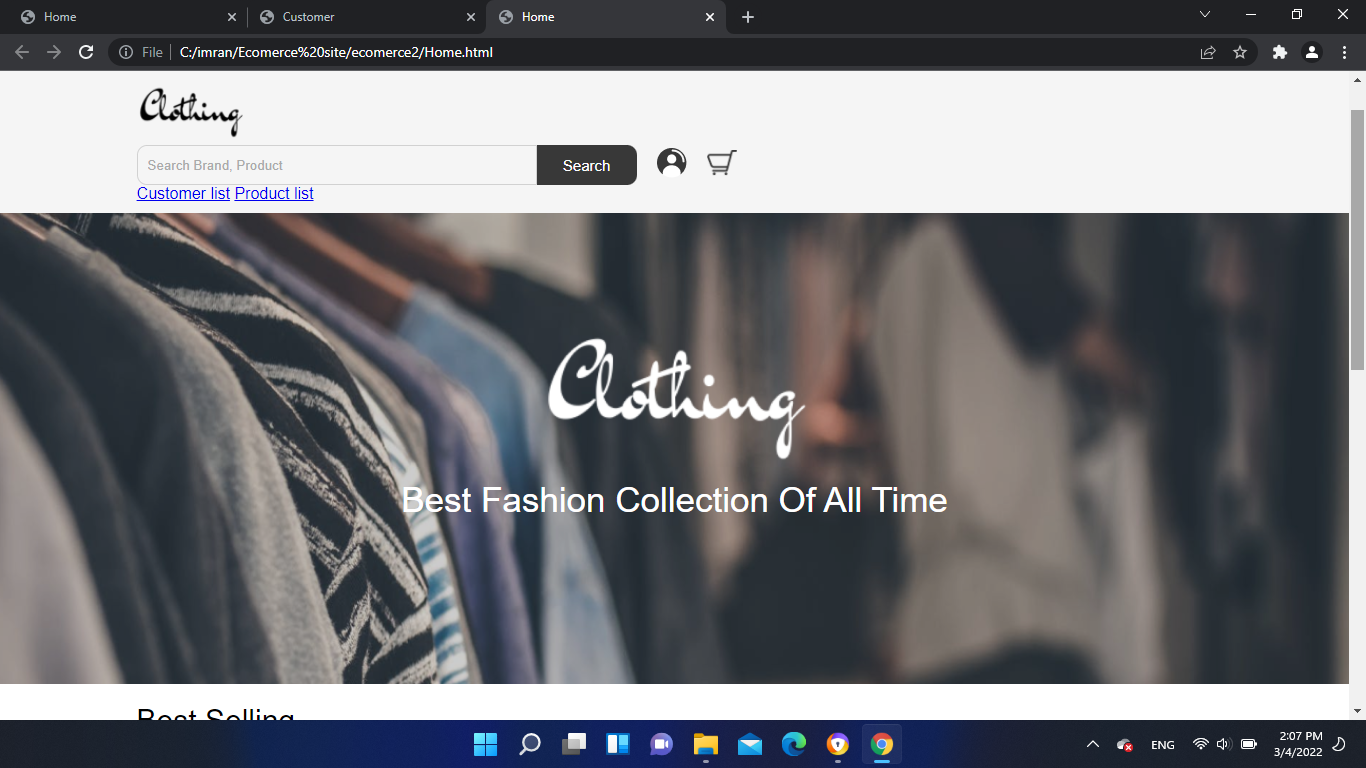 Home
Customer
Home
File
C:/imran/Ecomerce%20site/ecomerce2/Home.html
Clothing
Search Brand, Product
Search
Customer list Product list
Clothing
Best Fashion Collection Of All Time
Best Selling
ENG
2:07 PM
3/4/2022